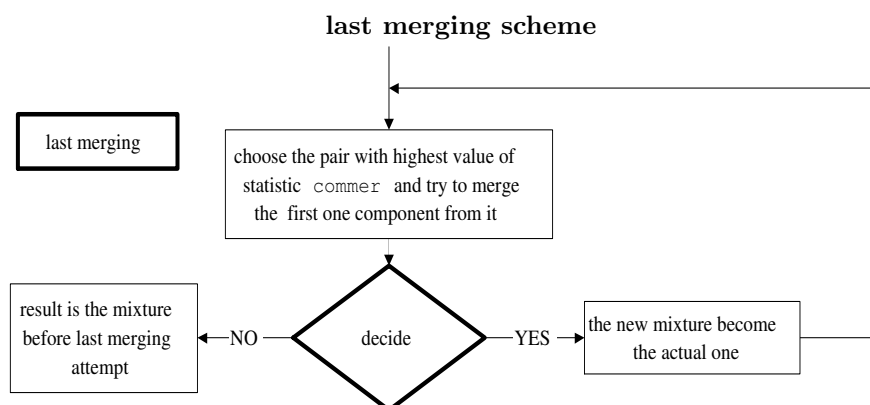 last merging scheme
last merging
choose the pair with highest value of
statistic commer and try to merge
the first one component from it
result is the mixture
before last merging
attempt
NO
decide
YES
the new mixture become
the actual one